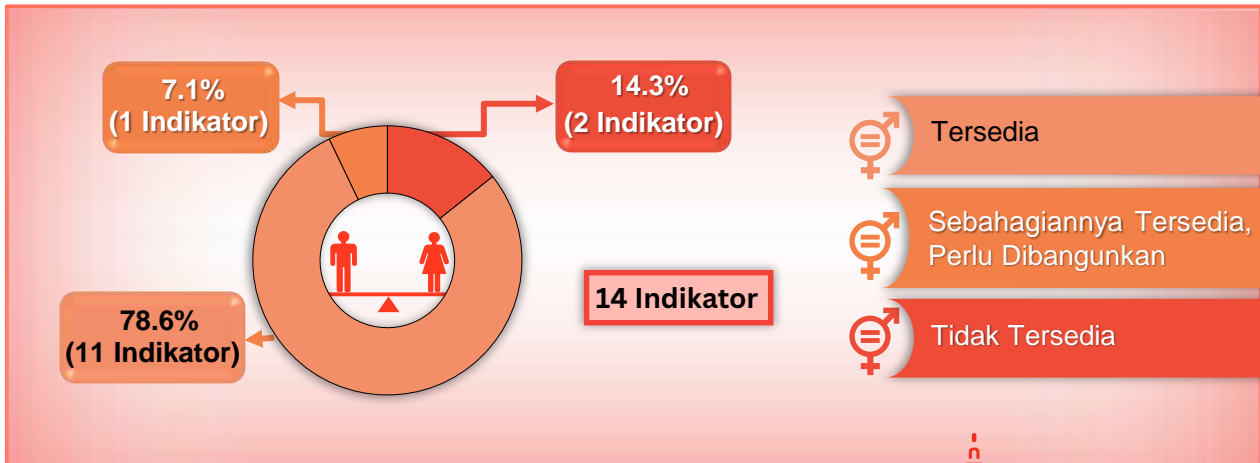 7.1%
(1 Indikator)
14.3%
(2 Indikator)
78.6%
(11 Indikator)
14 Indikator
Tersedia
Sebahagiannya Tersedia,
Perlu Dibangunkan
Tidak Tersedia